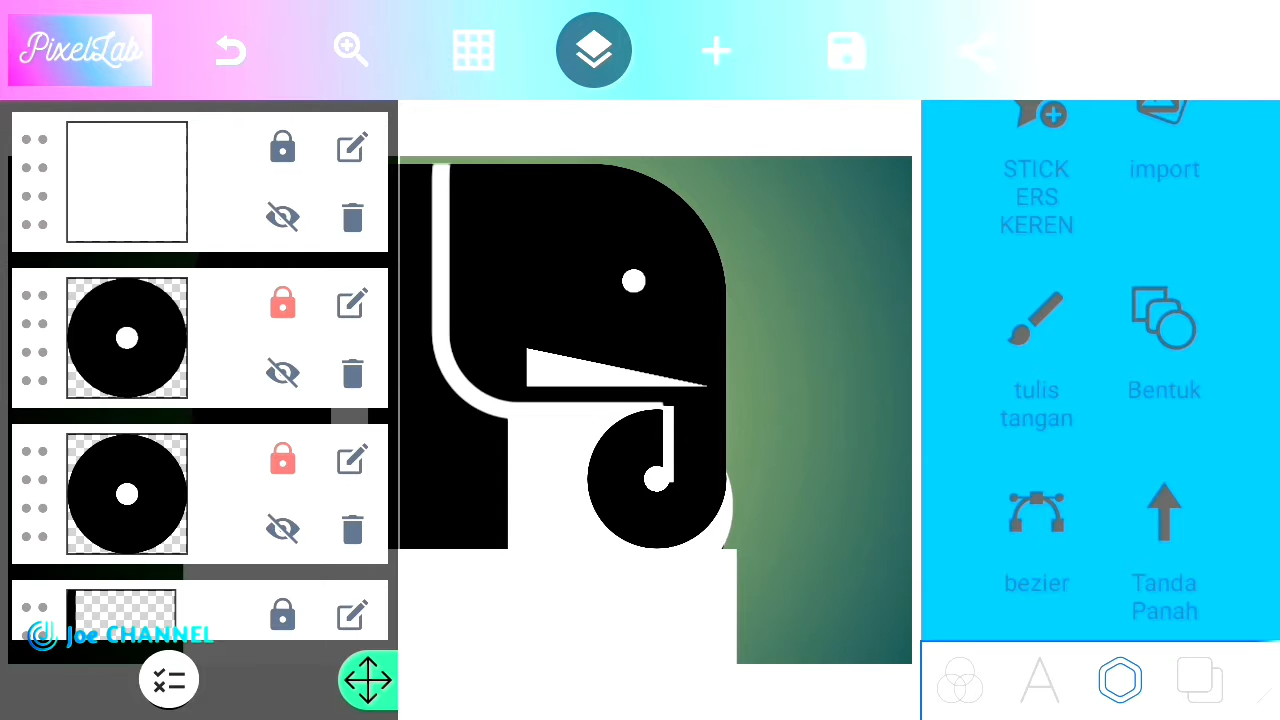 PixelLab
STICK
ERS
KEREN
import
tulis
tangan
Bentuk
bezier
Tanda
Panah
Joe CHANNEL